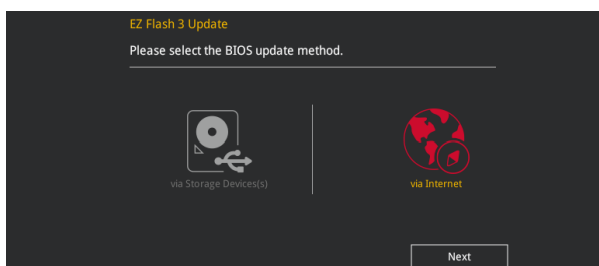 EZ Flash 3 Update
Please select the BIOS update method.
via Storage Devices(s)
via Internet
Next